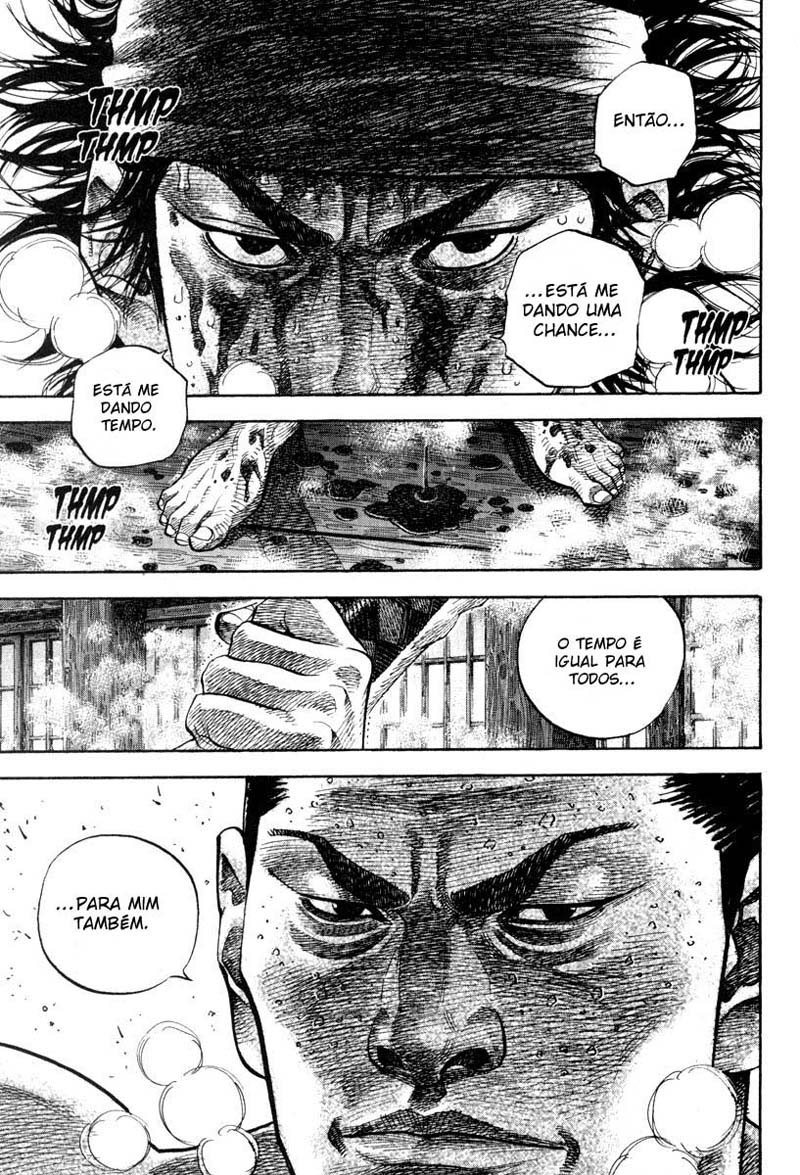 ENTÃO...
THMP
THMP
...ESTÁ ME
DANDO UMA
CHANCE...
THMP
THMP
ESTÁ ME
DANDO
TEMPO.
THMP
THMP
O TEMPO É
IGUAL PARA
TODOS...
...PARA MIM
TAMBÉM.